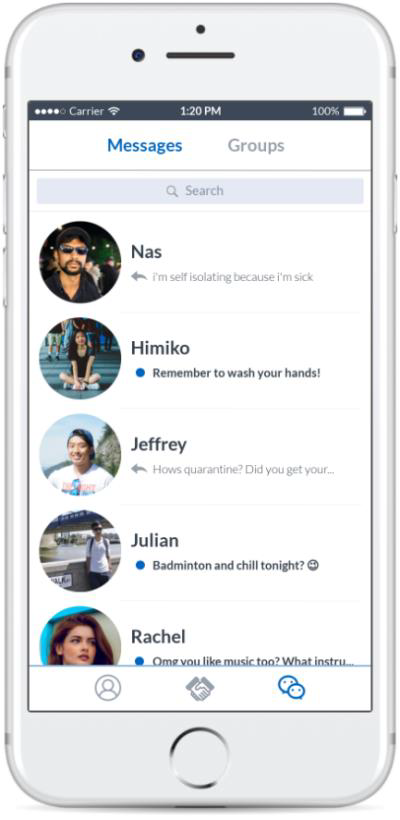 Carrier 1:20 PM 100%
Messages Groups
Search
Nas
i'm self isolating because i'm sick
Himiko
Remember to wash your hands!
Jeffrey
Hows quarantine? Did you get your...
Julian
Badminton and chill tonight? 😉
Rachel
Omg you like music too? What instru...